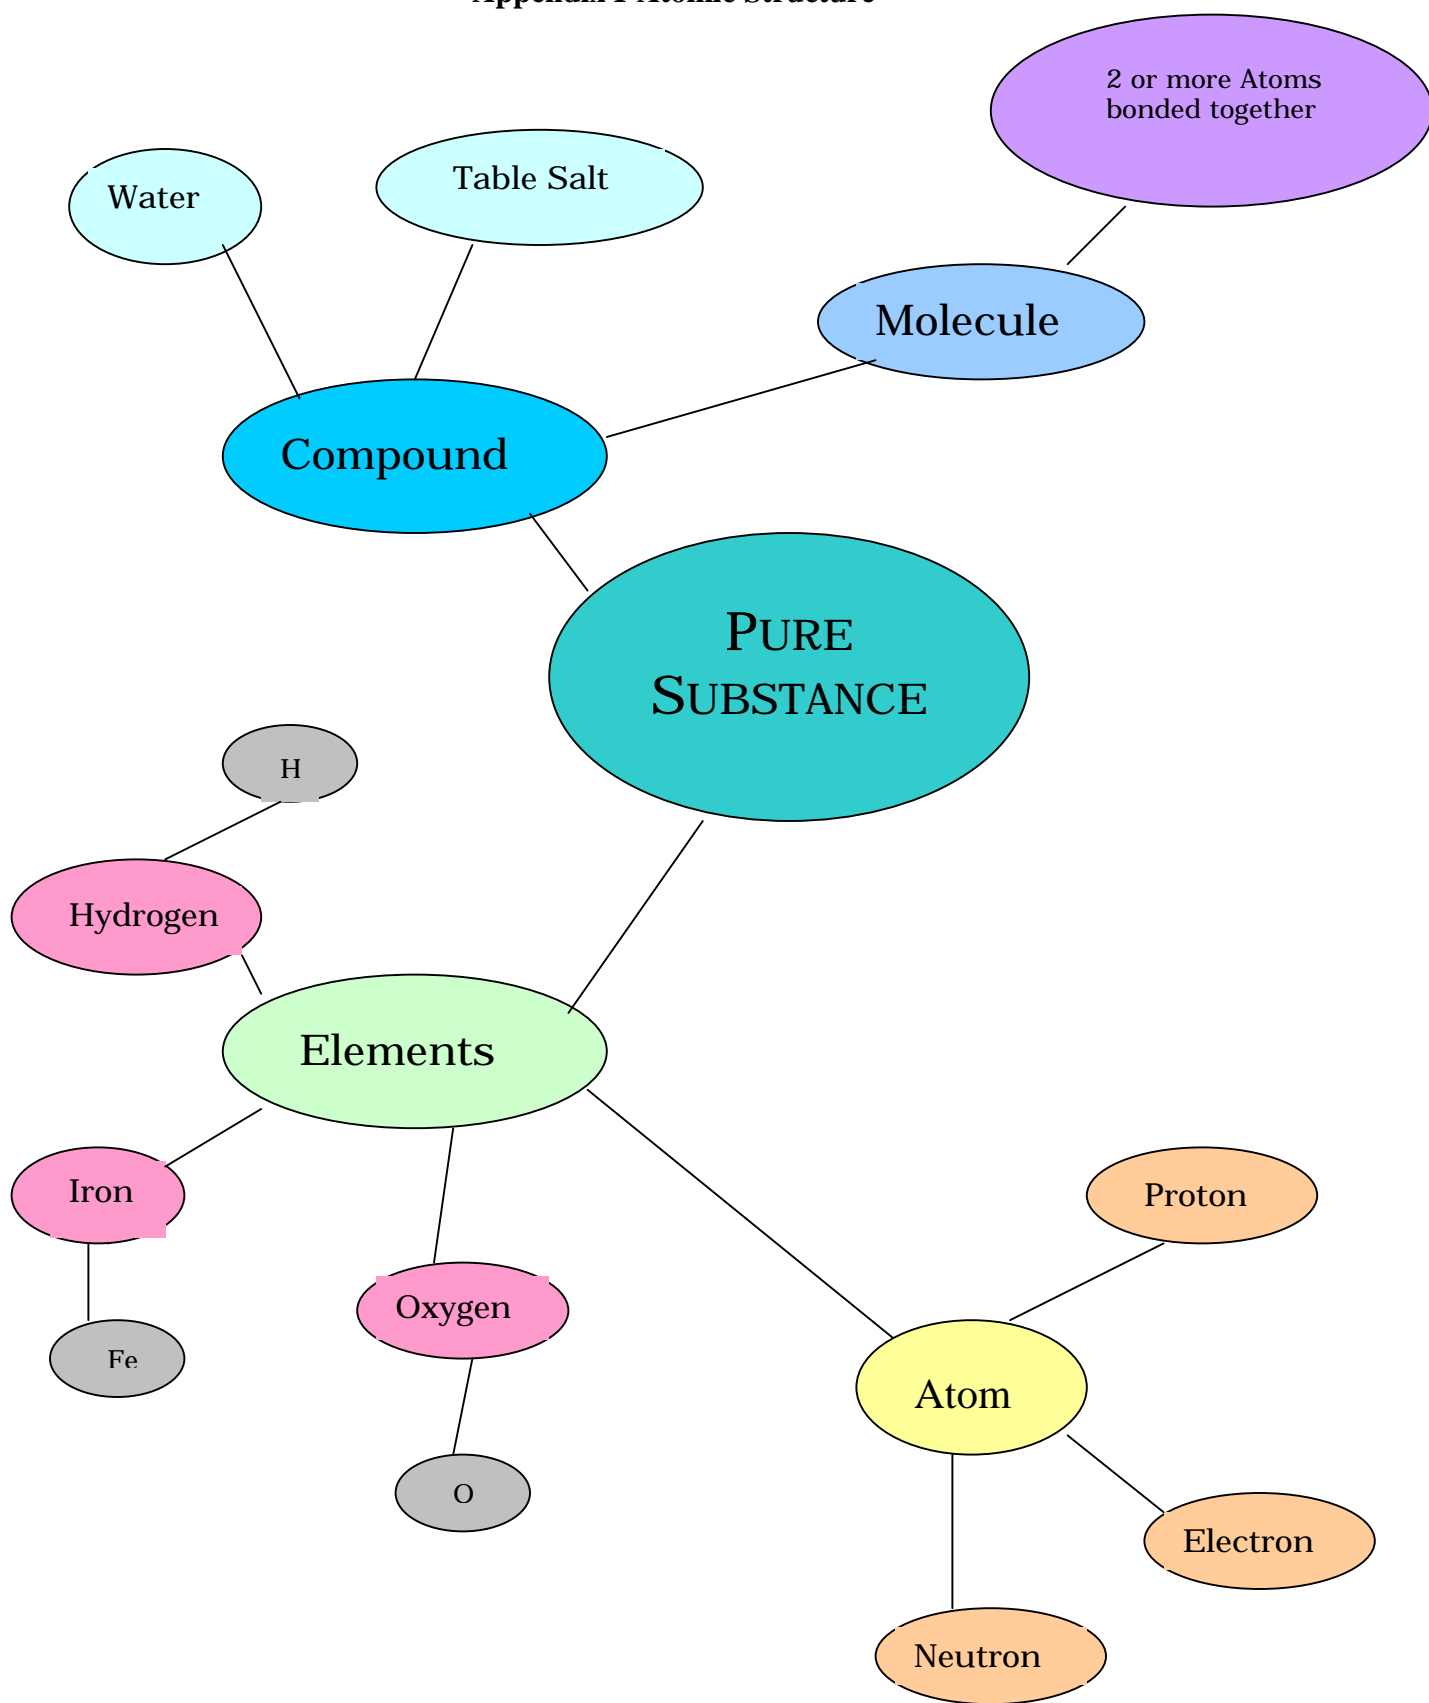 2 or more Atoms
bonded together
Water
Table Salt
Molecule
Compound
PURE
SUBSTANCE
H
Hydrogen
Elements
Iron
Proton
Oxygen
Fe
Atom
O
Electron
Neutron